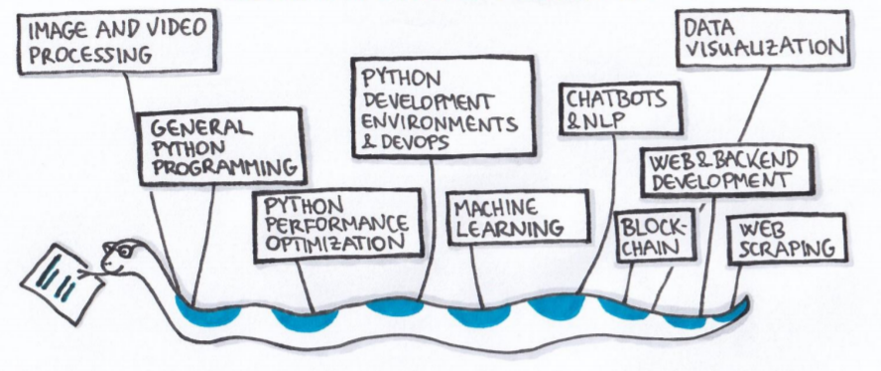 IMAGE AND VIDEO
PROCESSING
GENERAL
PYTHON
PROGRAMMING
PYTHON
PERFORMANCE
OPTIMIZATION
PYTHON
DEVELOPMENT
ENVIRONMENTS
& DEVOPS
MACHINE
LEARNING
CHATBOTS
& NLP
DATA
VISUALIZATION
WEB & BACKEND
DEVELOPMENT
BLOCK-
CHAIN
WEB
SCRAPING